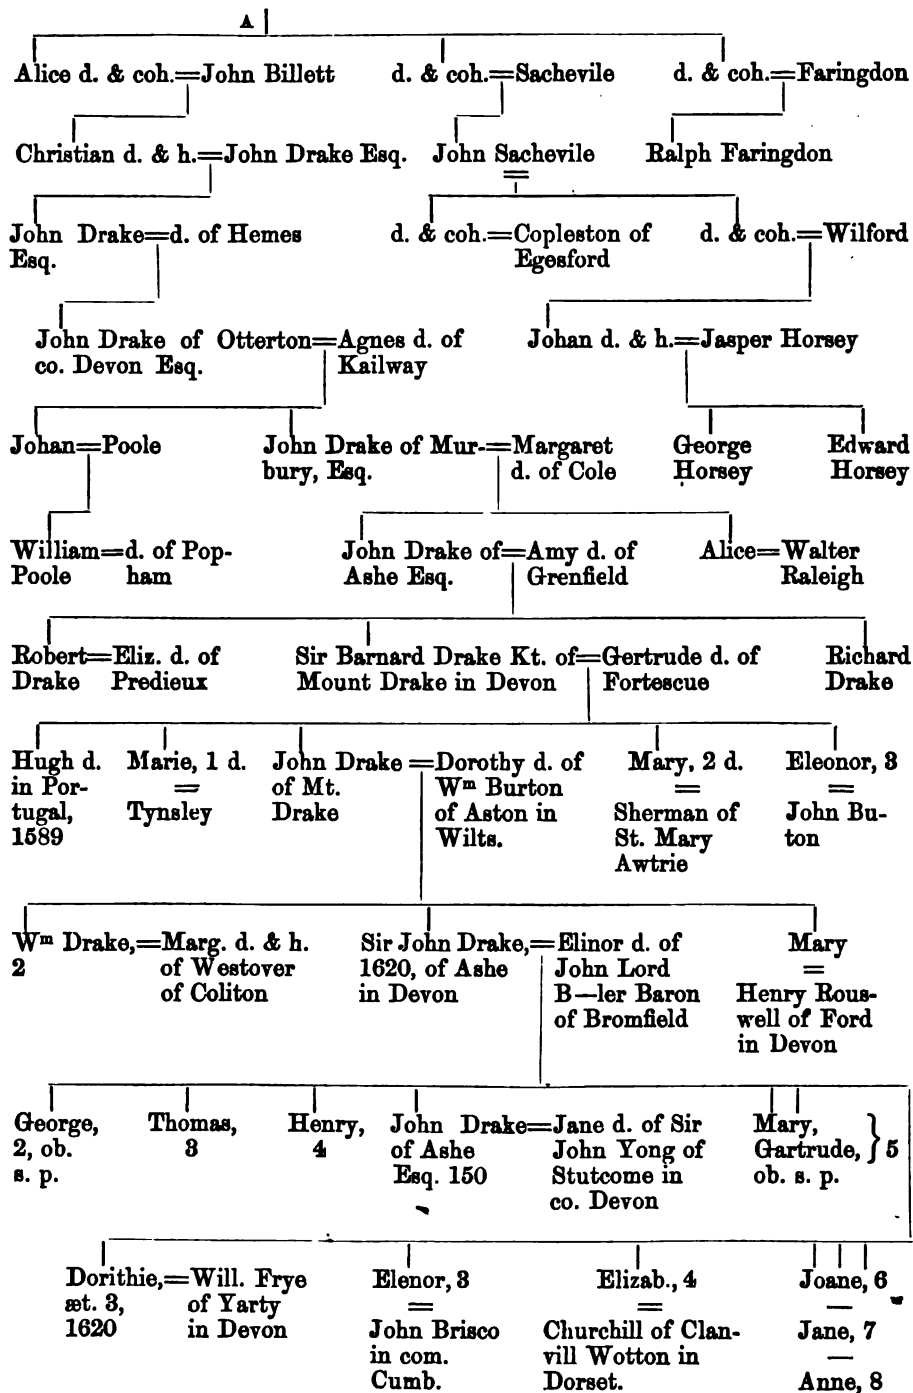 A
Alice d. & coh.=John Billett d. & coh.=Sachevile d. & coh.=Faringdon
Christian d. & h.=John Drake Esq. John Sachevile Ralph Faringdon
=
John Drake=d. of Hemes d. & coh.=Copleston of d. & coh.=Wilford
Esq. Egesford
John Drake of Otterton=Agnes d. of Johan d. & h.=Jasper Horsey
co. Devon Esq. Kailway
Johan=Poole John Drake of Mur-=Margaret George Edward
bury, Esq. d. of Cole Horsey Horsey
William=d. of Pop- John Drake of=Amy d. of Alice=Walter
Poole ham Ashe Esq. Grenfield Raleigh
Robert=Eliz. d. of Sir Barnard Drake Kt. of=Gertrude d. of Richard
Drake Predieux Mount Drake in Devon Fortescue Drake
Hugh d. Marie, 1 d. John Drake=Dorothy d. of Mary, 2 d. Eleonor, 3
in Por- = of Mt. Wm Burton = =
tugal, Tynsley Drake of Aston in Sherman of John Bu-
1589 Wilts. St. Mary ton
Awtrie
Wm Drake,=Marg. d. & h. Sir John Drake,=Elinor d. of Mary
2 of Westover 1620, of Ashe John Lord =
of Coliton in Devon B—ler Baron Henry Rous-
of Bromfield well of Ford
in Devon
George, Thomas, Henry, John Drake=Jane d. of Sir Mary,
2, ob. 3 4 of Ashe John Yong of Gartrude, } 5
s. p. Esq. 150 Stutcome in ob. s. p.
co. Devon
Dorithie,=Will. Frye Elenor, 3 Elizab., 4 Joane, 6
æt. 3, of Yarty = = —
1620 in Devon John Brisco Churchill of Clan- Jane, 7
in com. vill Wotton in —
Cumb. Dorset. Anne, 8